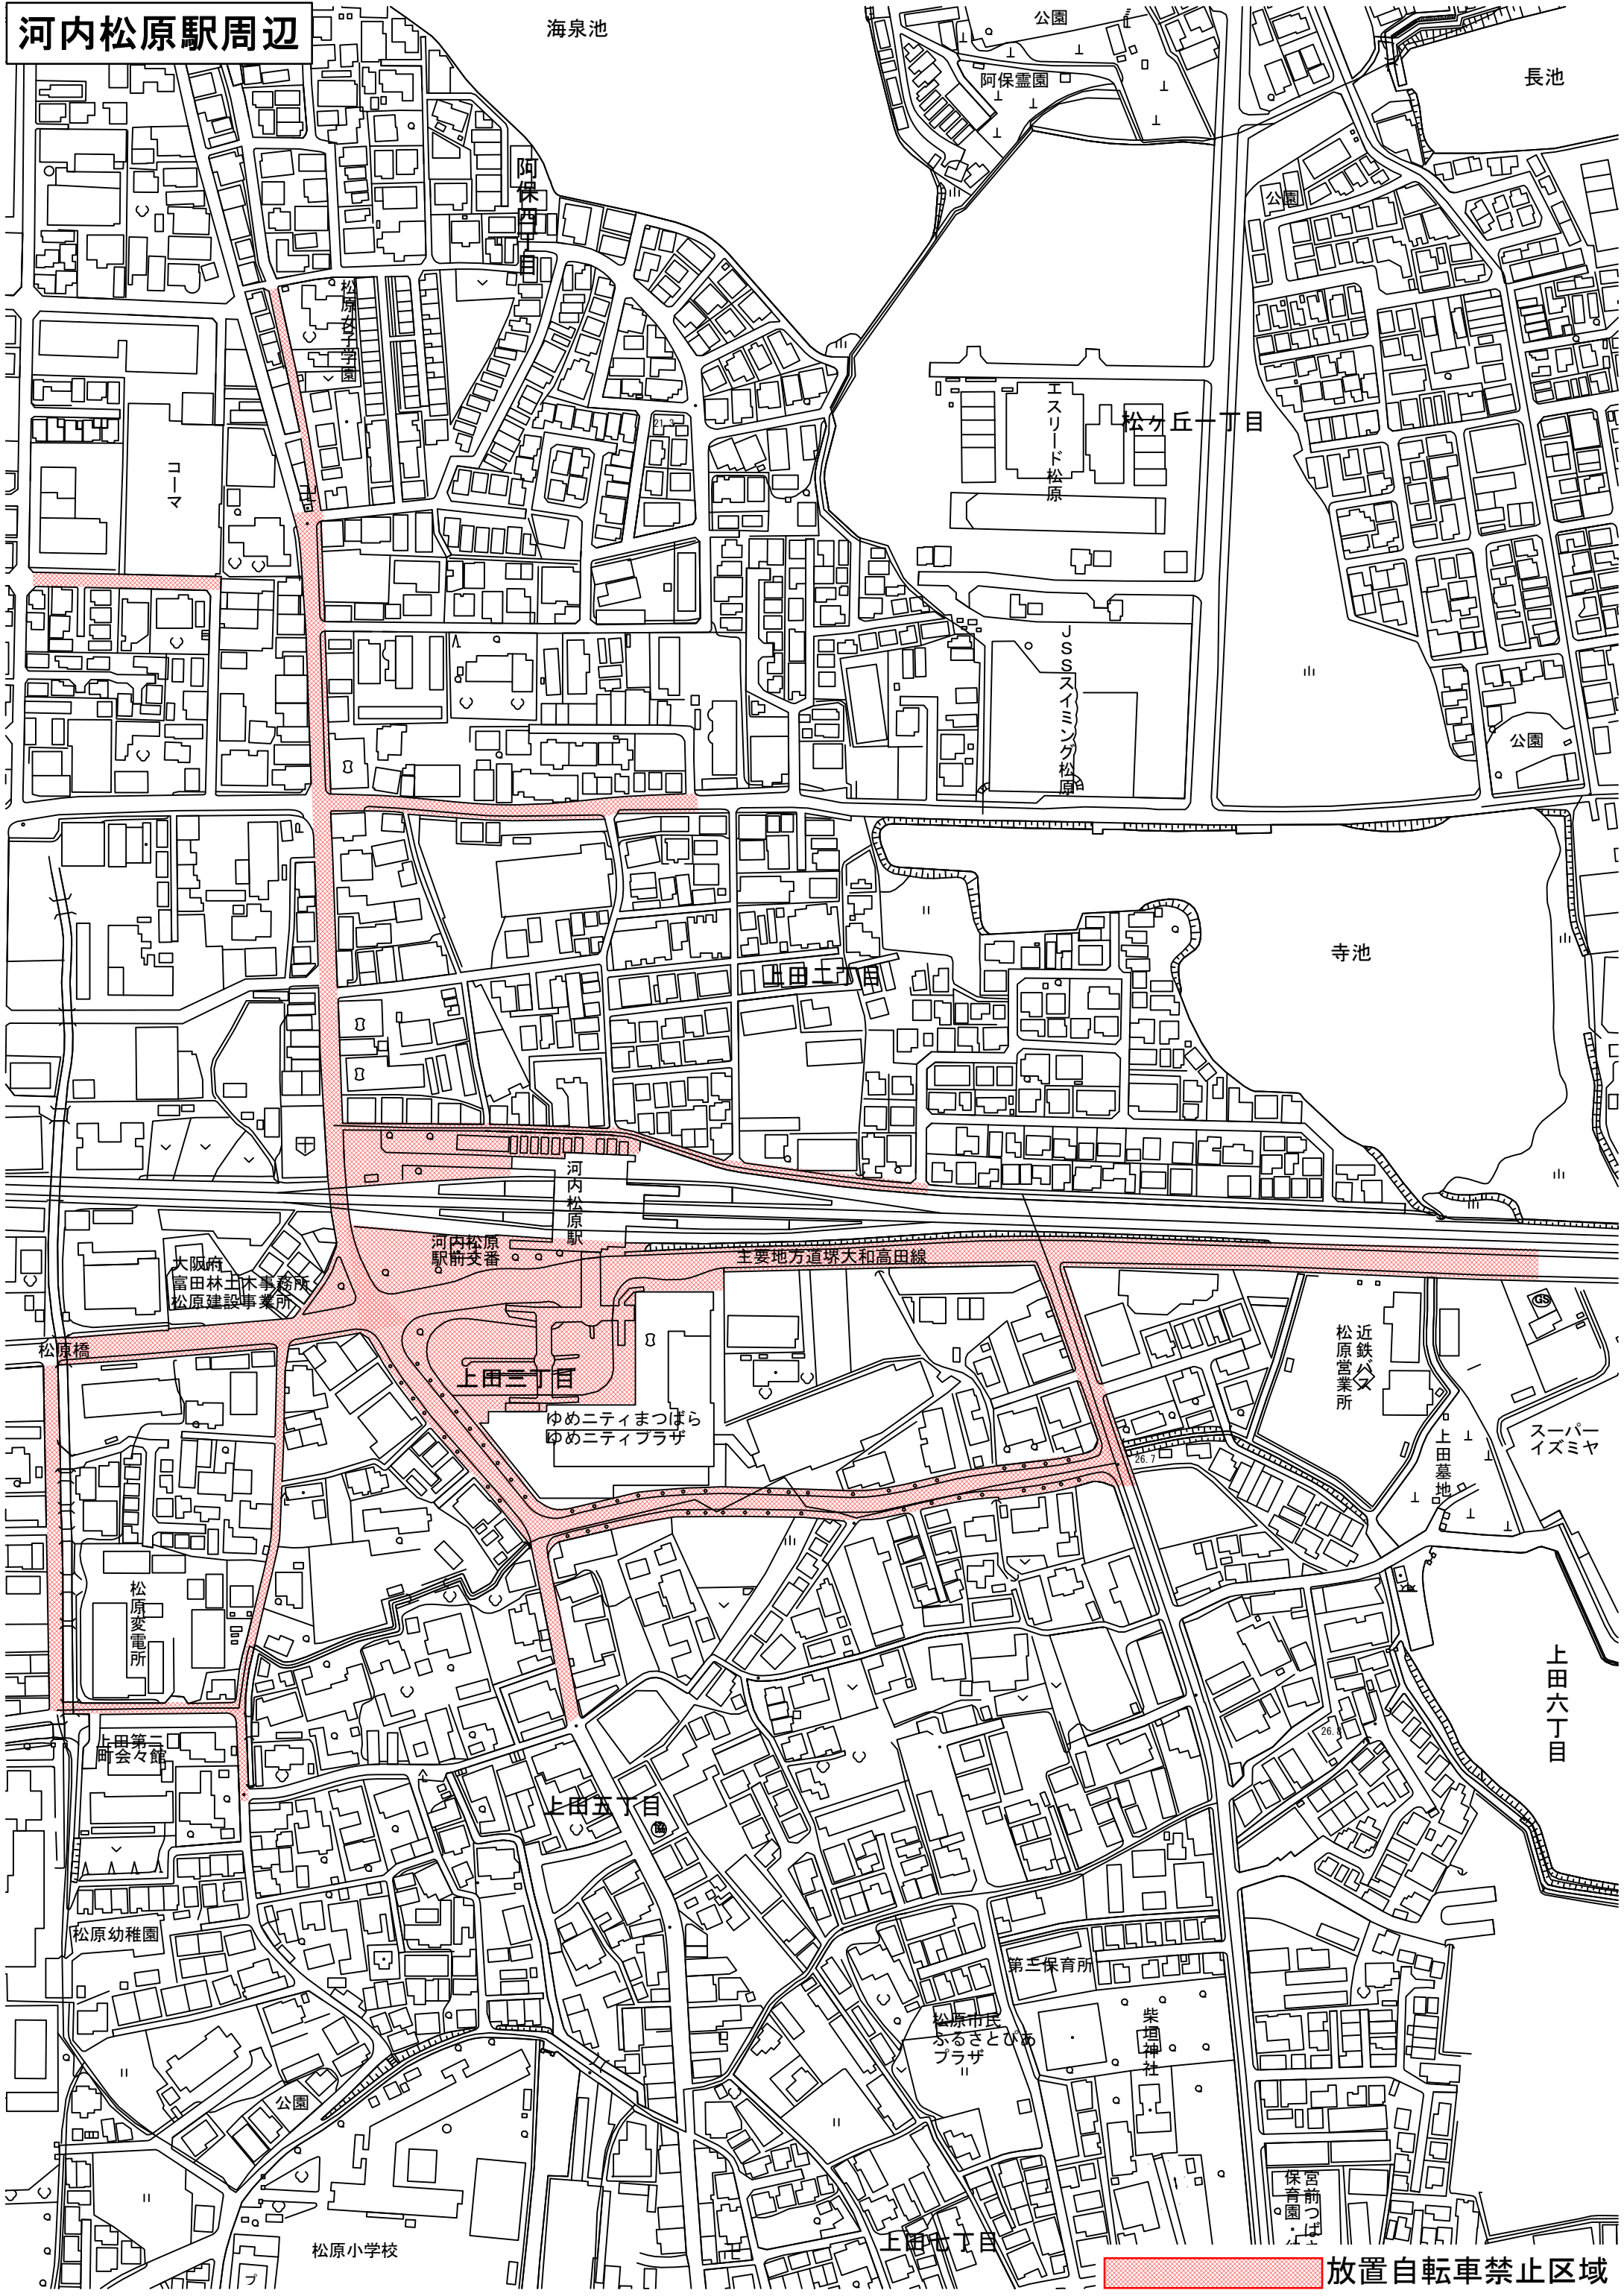 河内松原駅周辺
海泉池
公園
阿保霊園
長池
阿保四丁目
公園
松原女子学園
エスリード松原
松ヶ丘一丁目
21.3
コーマ
JSSスイミング松原
公園
寺池
上田二丁目
河内松原駅
河内松原
駅前交番
主要地方道堺大和高田線
大阪府
富田林土木事務所
松原建設事業所
GS
松原橋
近鉄バス
松原営業所
上田三丁目
ゆめニティまつばら
ゆめニティプラザ
スーパー
イズミヤ
上田墓地
26.7
松原変電所
上田六丁目
26.8
上田第二
町会々館
上田五丁目
協
松原幼稚園
第三保育所
松原市民
ふるさとぴあ
プラザ
柴垣神社
公園
宮前つば
保育園・
松原小学校
上田七丁目
プ
放置自転車禁止区域